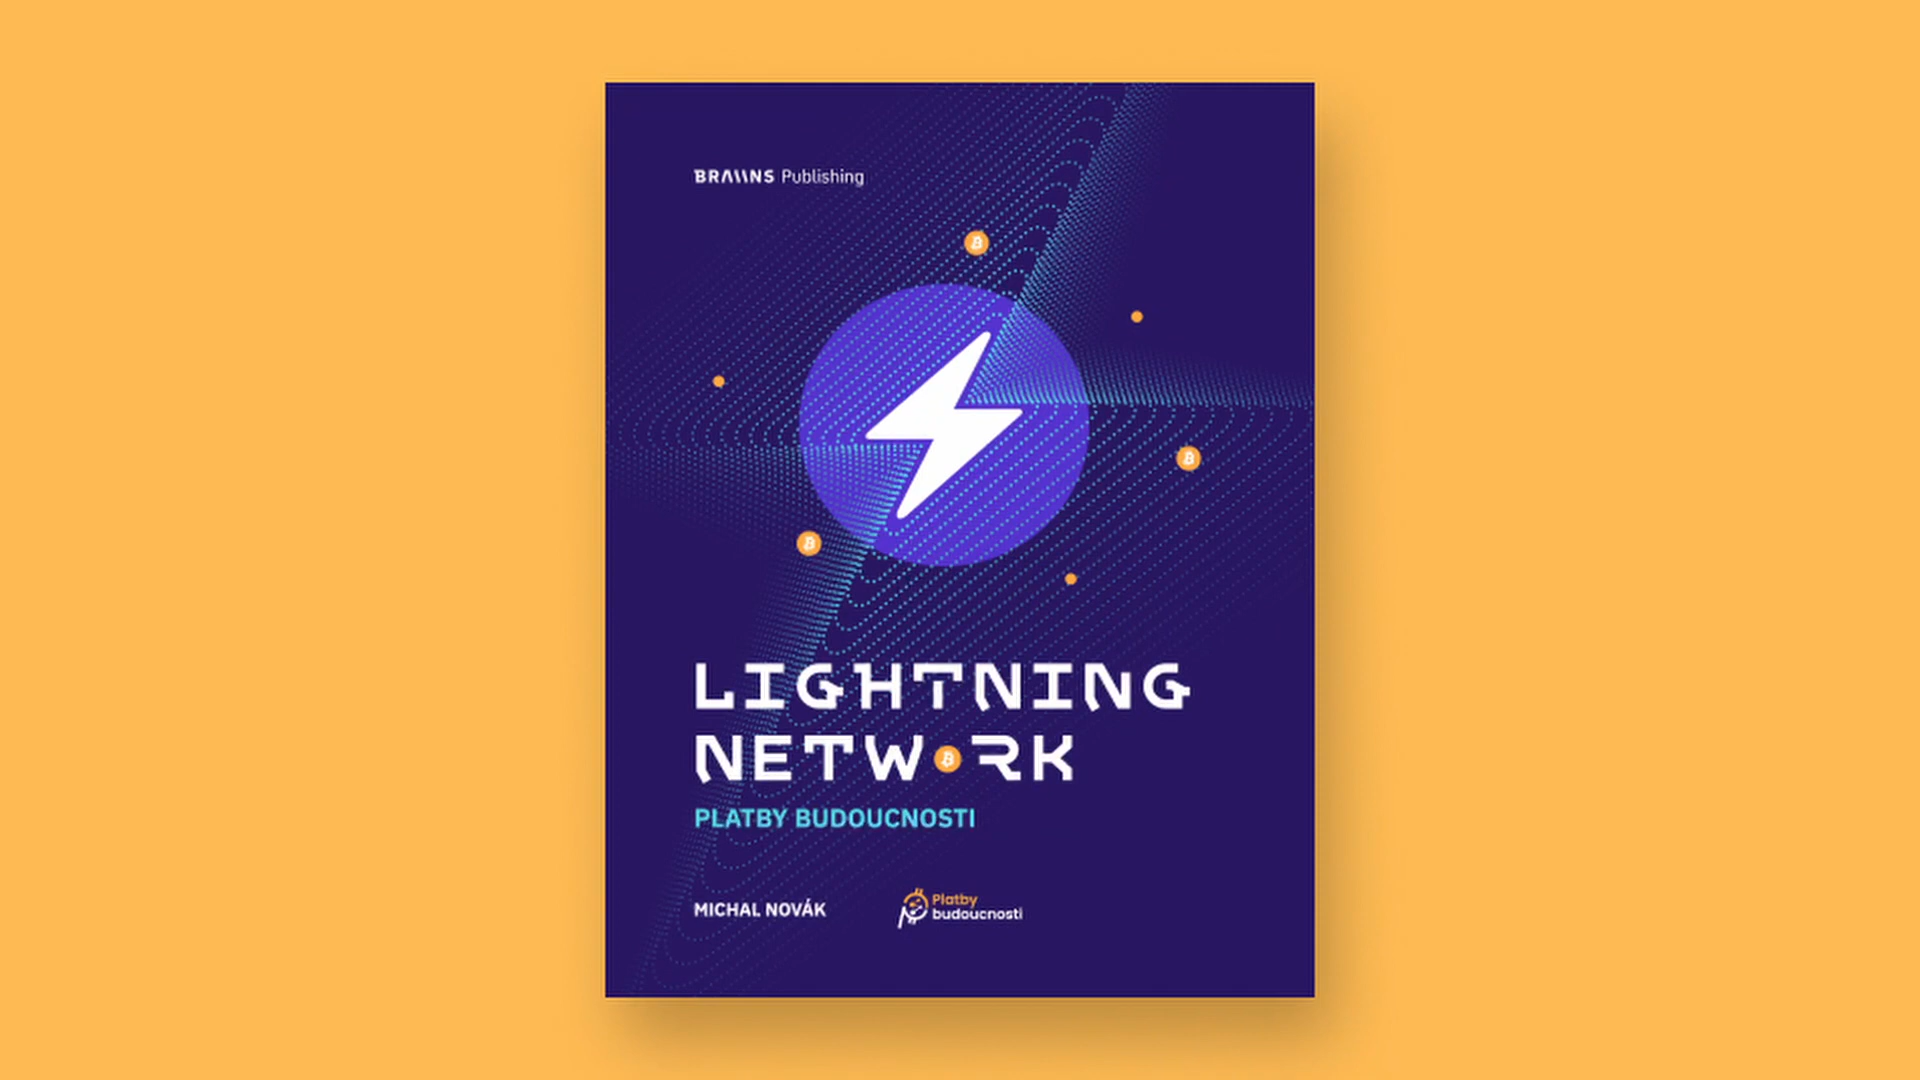 BRAIINS Publishing
LIGHTNING
NETWORK
PLATBY BUDOUCNOSTI
MICHAL NOVÁK
Platby
budoucnosti